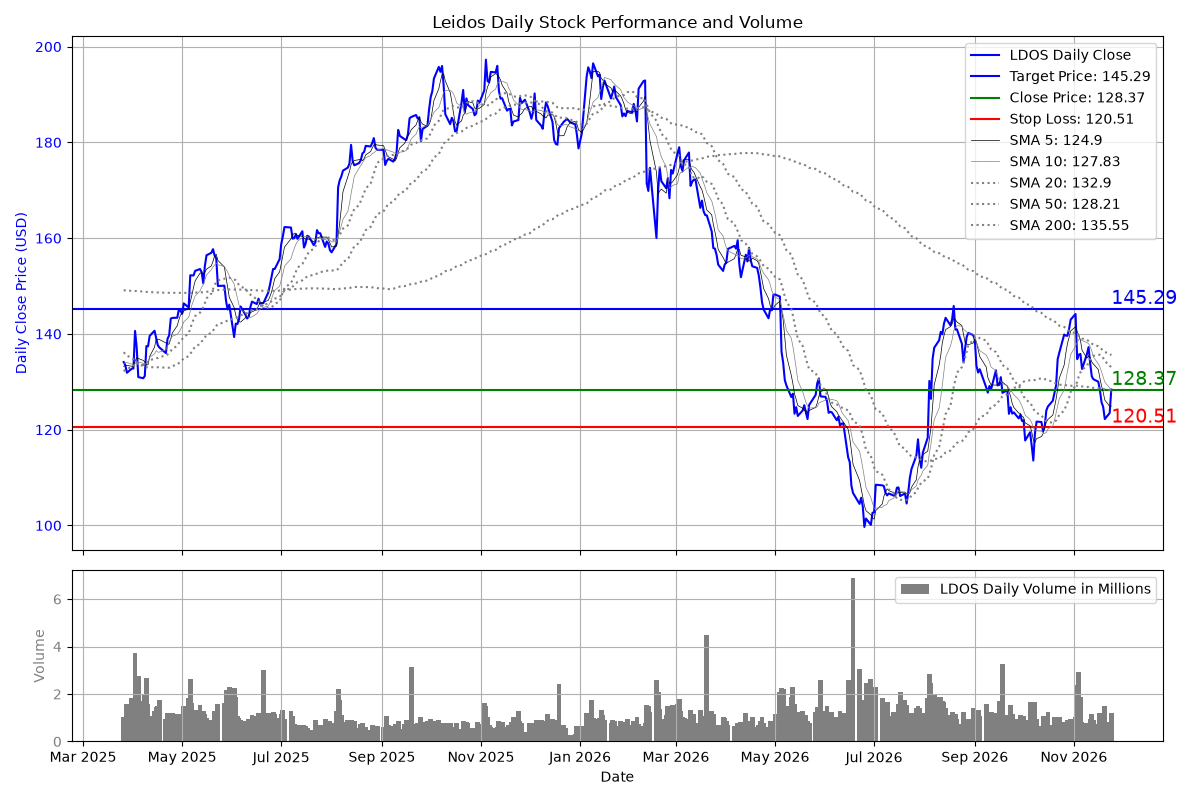 Leidos Daily Stock Performance and Volume
200
180
160
140
120
100
Daily Close Price (USD)
LDOS Daily Close
Target Price: 145.29
Close Price: 128.37
Stop Loss: 120.51
SMA 5: 124.9
SMA 10: 127.83
SMA 20: 132.9
SMA 50: 128.21
SMA 200: 135.55
145.29
128.37
120.51
6
4
2
0
Volume
LDOS Daily Volume in Millions
Mar 2025 May 2025 Jul 2025 Sep 2025 Nov 2025 Jan 2026 Mar 2026 May 2026 Jul 2026 Sep 2026 Nov 2026
Date